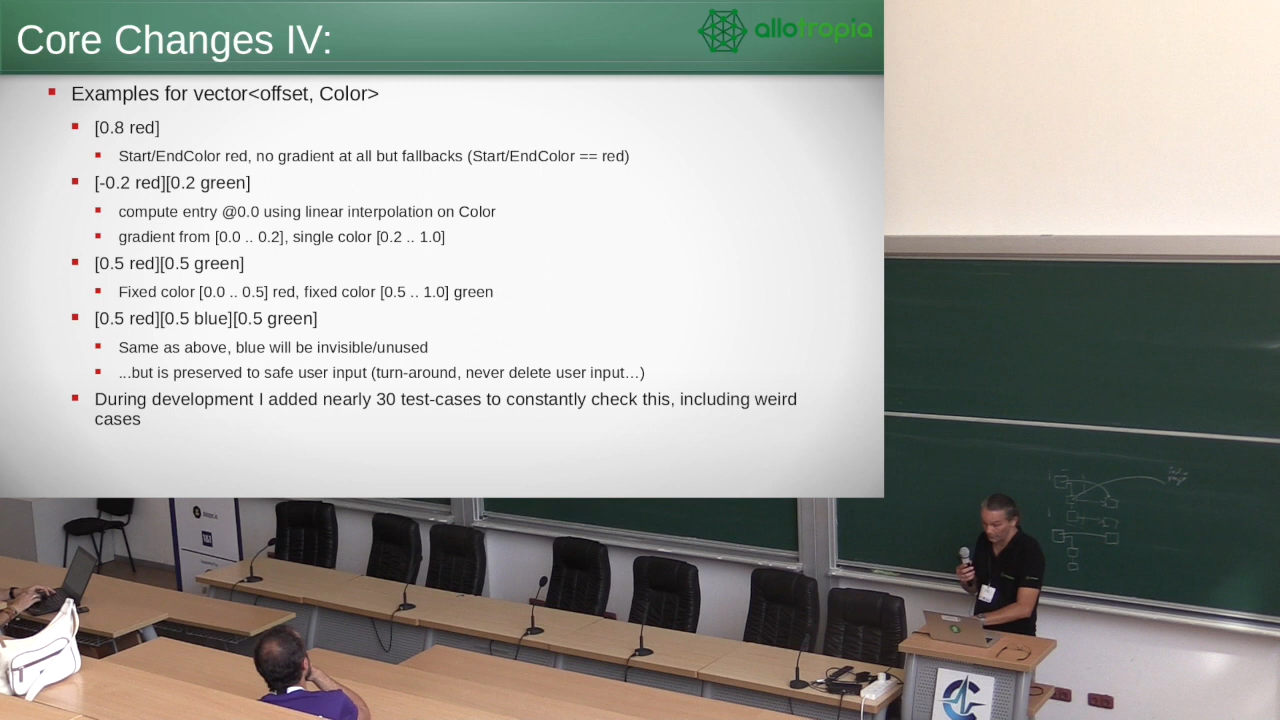 Core Changes IV:
allotropia
Examples for vector<offset, Color>
[0.8 red]
Start/EndColor red, no gradient at all but fallbacks (Start/EndColor == red)
[-0.2 red][0.2 green]
compute entry @0.0 using linear interpolation on Color
gradient from [0.0 .. 0.2], single color [0.2 .. 1.0]
[0.5 red][0.5 green]
Fixed color [0.0 .. 0.5] red, fixed color [0.5 .. 1.0] green
[0.5 red][0.5 blue][0.5 green]
Same as above, blue will be invisible/unused
...but is preserved to safe user input (turn-around, never delete user input…)
During development I added nearly 30 test-cases to constantly check this, including weird
cases